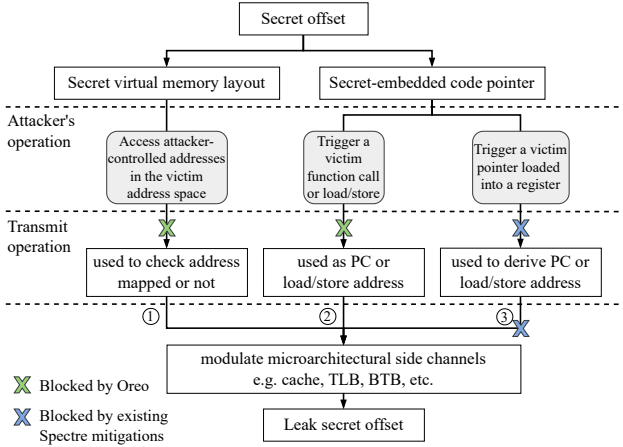 Secret offset
Secret virtual memory layout
Secret-embedded code pointer
Attacker's
operation
Access attacker-
controlled addresses
in the victim
address space
Trigger a
victim
function call
or load/store
Trigger a
victim
pointer loaded
into a register
Transmit
operation
used to check address
mapped or not
used as PC or
load/store address
used to derive PC or
load/store address
①
②
③
modulate microarchitectural side channels
e.g. cache, TLB, BTB, etc.
Blocked by Oreo
Blocked by existing
Spectre mitigations
Leak secret offset